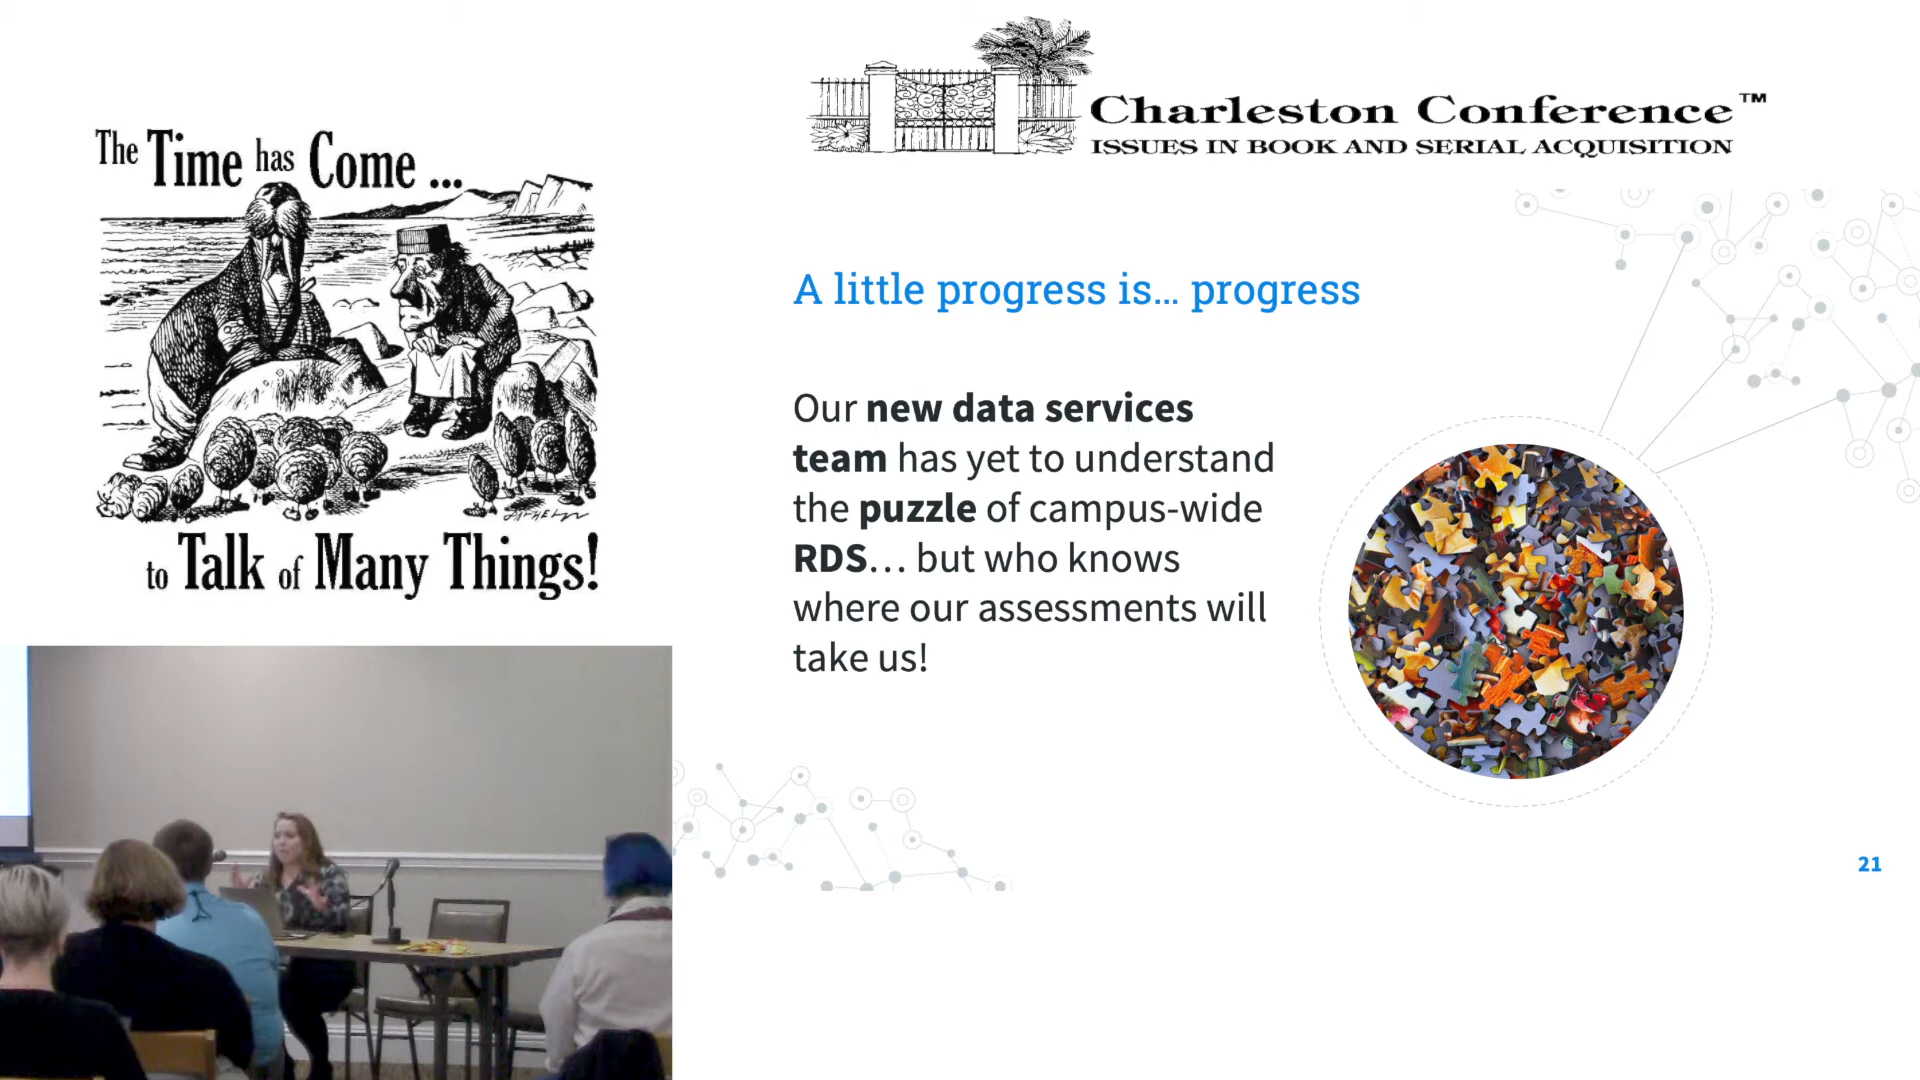 The Time has Come ...
to Talk of Many Things!
Charleston Conference™
ISSUES IN BOOK AND SERIAL ACQUISITION
A little progress is... progress
Our new data services
team has yet to understand
the puzzle of campus-wide
RDS... but who knows
where our assessments will
take us!
21